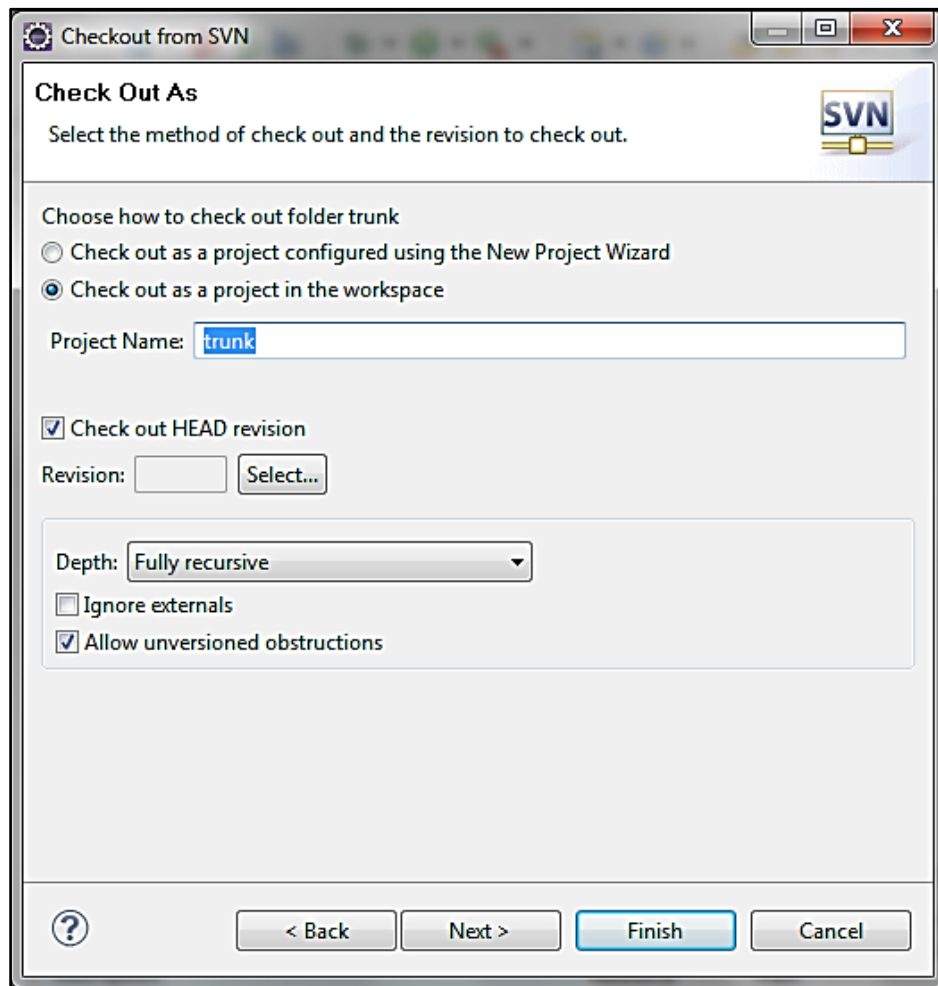 Checkout from SVN
Check Out As
Select the method of check out and the revision to check out.
SVN
Choose how to check out folder trunk
Check out as a project configured using the New Project Wizard
Check out as a project in the workspace
Project Name: trunk
Check out HEAD revision
Revision: Select...
Depth: Fully recursive
Ignore externals
Allow unversioned obstructions
? < Back Next > Finish Cancel